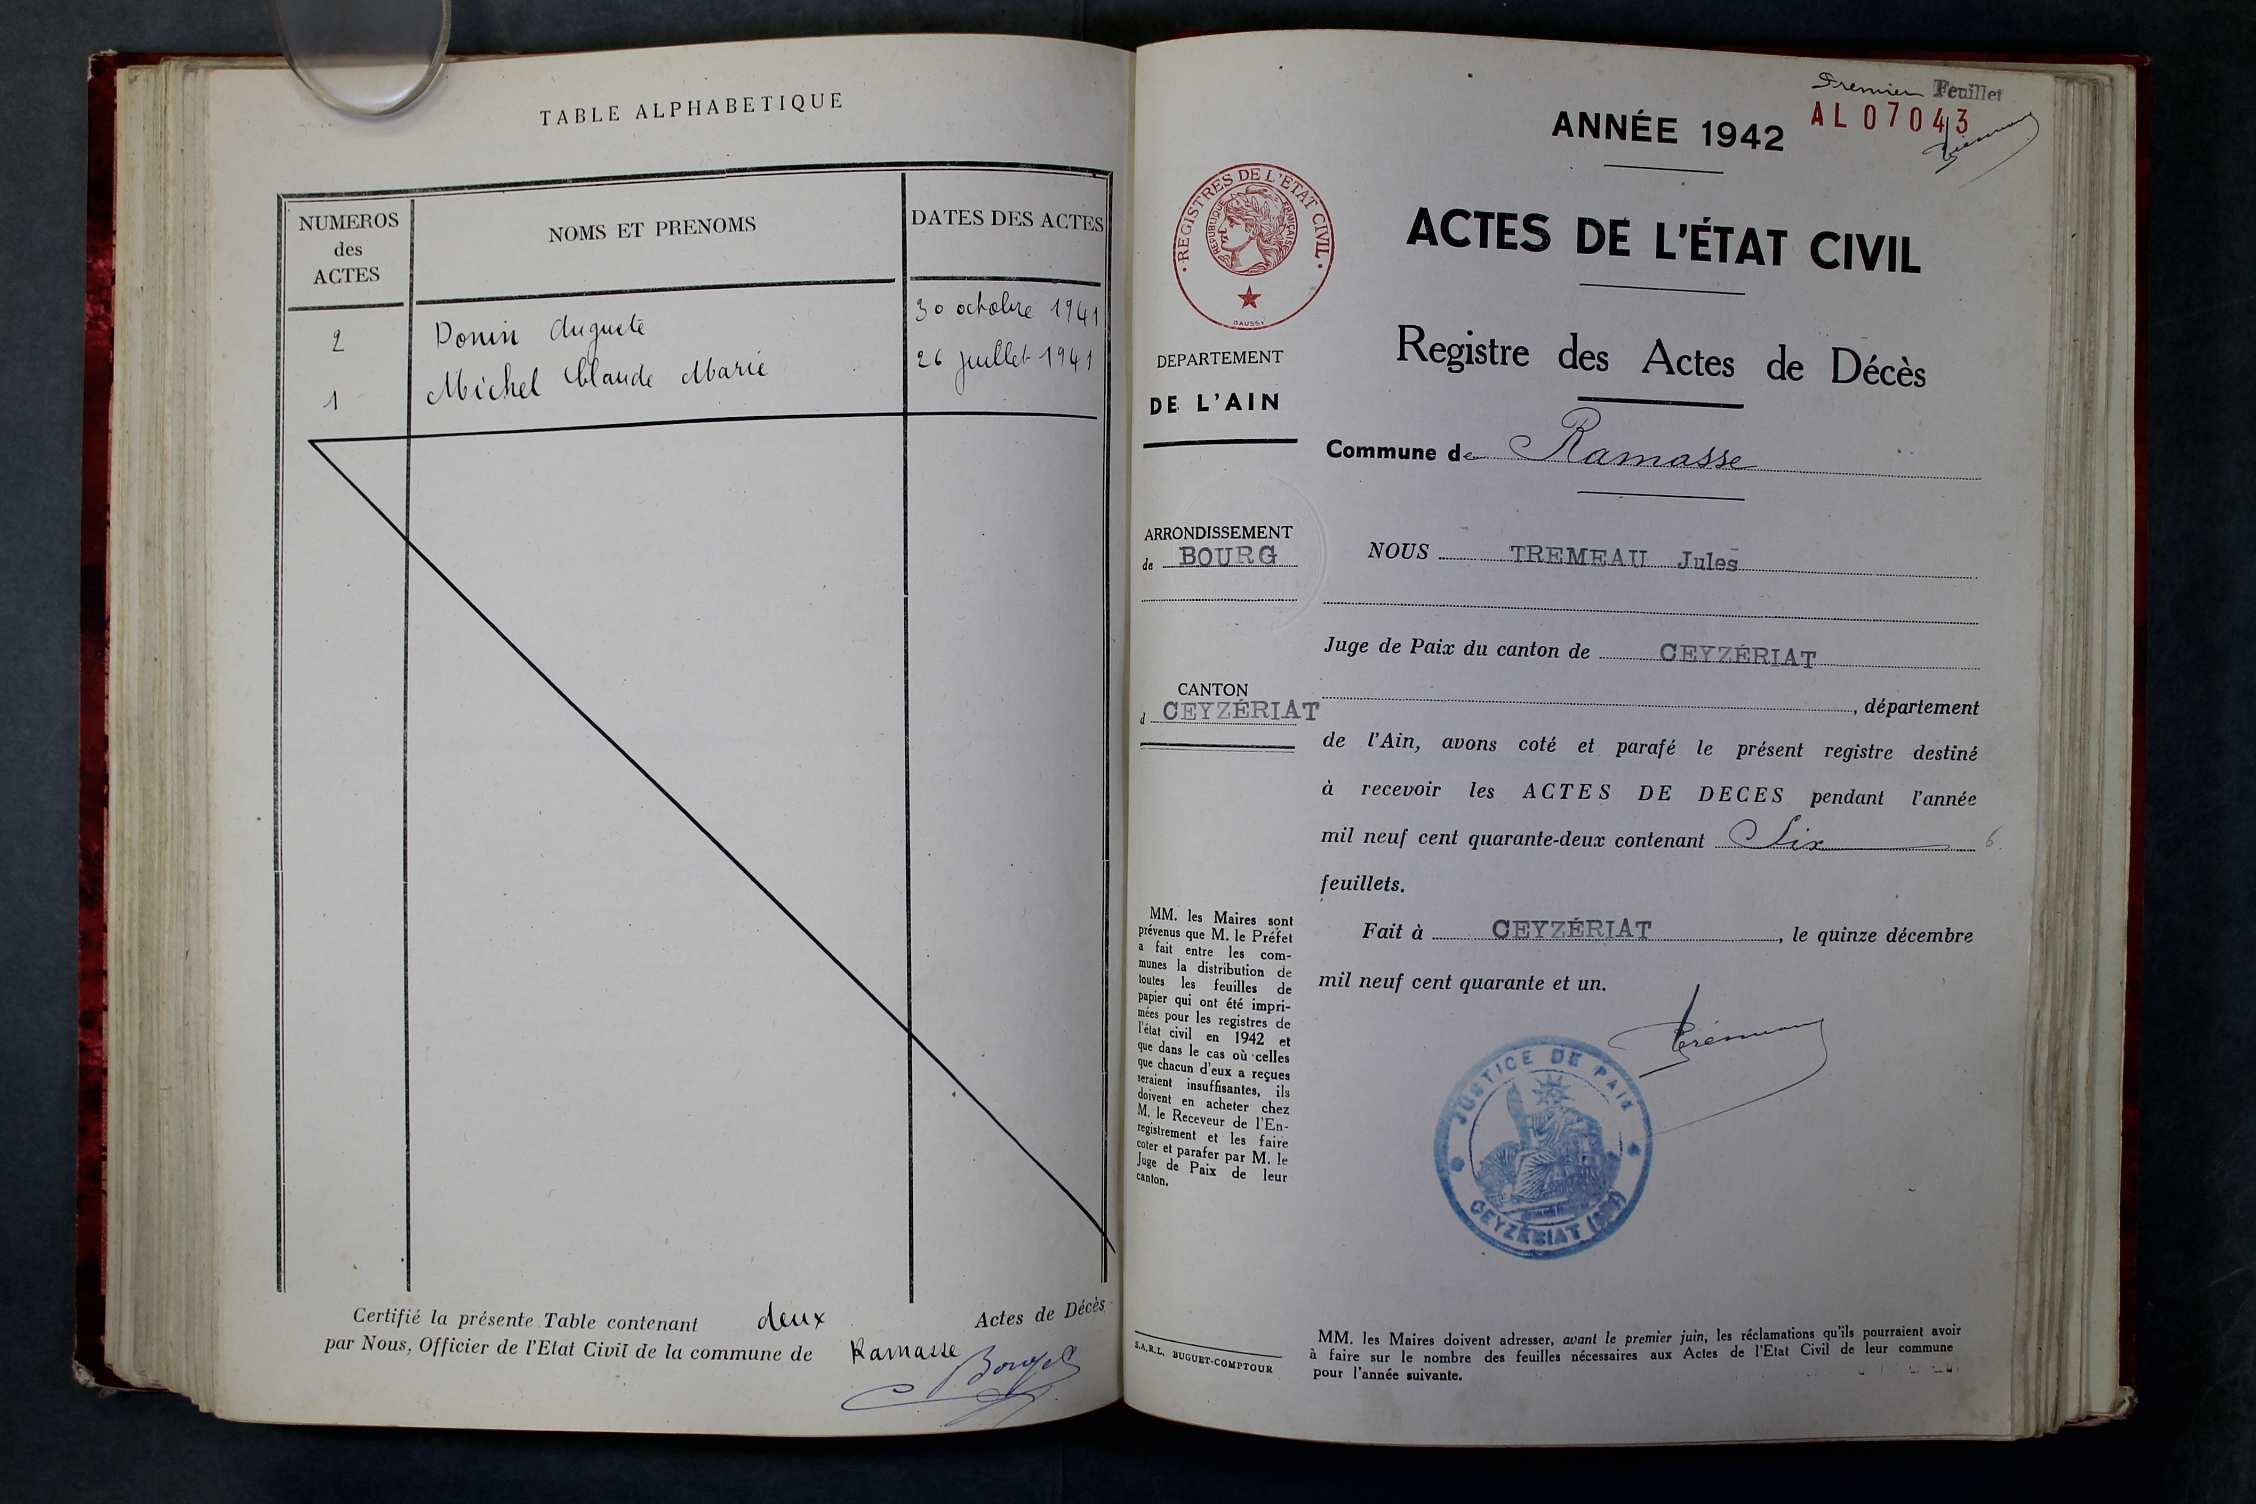 TABLE ALPHABETIQUE
NUMEROS
des
ACTES
NOMS ET PRENOMS
DATES DES ACTES
2 Donin Auguste 30 octobre 1941
1 Michel Claude Marie 26 juillet 1941
Certifié la présente Table contenant deux Actes de Décès
par Nous, Officier de l'Etat Civil de la commune de Ramasse
Premier Feuillet
AL 07043
ANNÉE 1942
REGISTRES DE L'ÉTAT CIVIL
RÉPUBLIQUE FRANÇAISE
ACTES DE L'ÉTAT CIVIL
Registre des Actes de Décès
DEPARTEMENT
DE L'AIN
Commune de Ramasse
ARRONDISSEMENT
de BOURG
NOUS TREMEAU Jules
Juge de Paix du canton de CEYZÉRIAT
CANTON
d CEYZÉRIAT
, département
de l'Ain, avons coté et parafé le présent registre destiné
à recevoir les ACTES DE DECES pendant l'année
mil neuf cent quarante-deux contenant Six 6
feuillets.
Fait à CEYZÉRIAT, le quinze décembre
mil neuf cent quarante et un.
Trémeau
JUSTICE DE PAIX
CEYZÉRIAT (AIN)
MM. les Maires sont
prévenus que M. le Préfet
a fait entre les com-
munes la distribution de
toutes les feuilles de
papier qui ont été impri-
mées pour les registres de
l'état civil en 1942 et
que dans le cas où celles
que chacun d'eux a reçues
seraient insuffisantes, ils
doivent en acheter chez
M. le Receveur de l'En-
registrement et les faire
coter et parafer par M. le
Juge de Paix de leur
canton.
S.A.R.L. BUGUET-COMPTOUR
MM. les Maires doivent adresser, avant le premier juin, les réclamations qu'ils pourraient avoir
à faire sur le nombre des feuilles nécessaires aux Actes de l'Etat Civil de leur commune
pour l'année suivante.